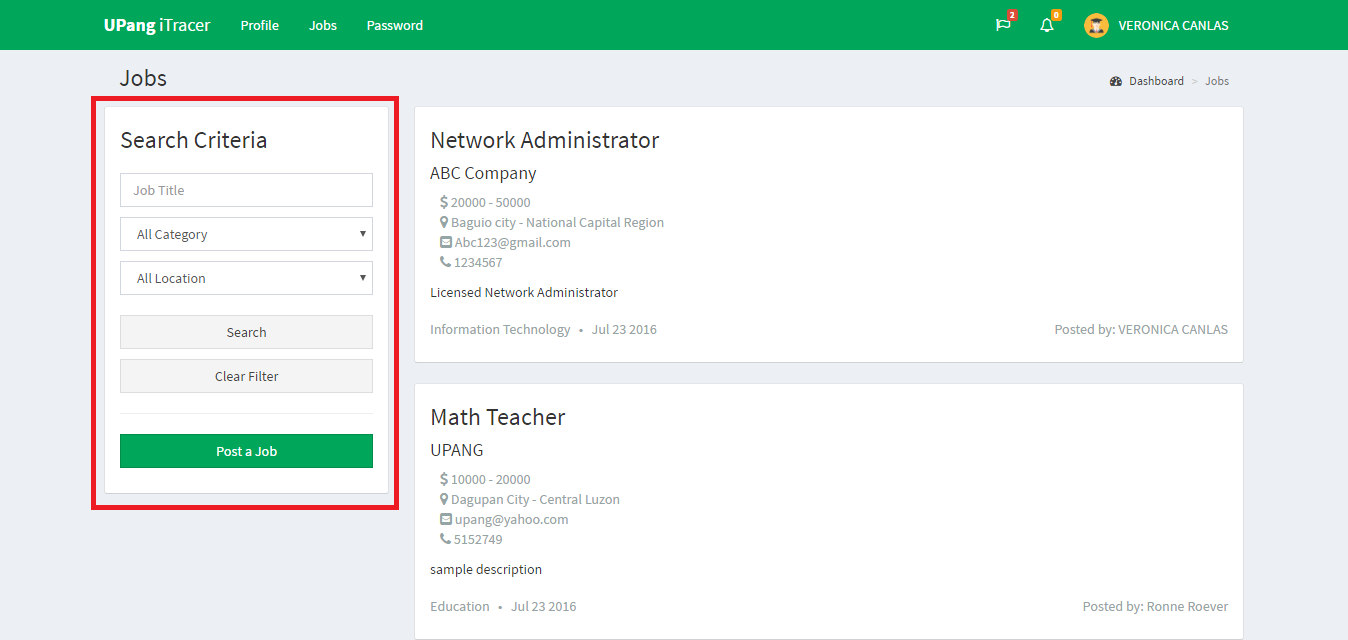 UPang iTracer Profile Jobs Password 2 0 VERONICA CANLAS
Jobs
Dashboard > Jobs
Search Criteria
Job Title
All Category
All Location
Search
Clear Filter
Post a Job
Network Administrator
ABC Company
$ 20000 - 50000
Baguio city - National Capital Region
Abc123@gmail.com
1234567
Licensed Network Administrator
Information Technology • Jul 23 2016 Posted by: VERONICA CANLAS
Math Teacher
UPANG
$ 10000 - 20000
Dagupan City - Central Luzon
upang@yahoo.com
5152749
sample description
Education • Jul 23 2016 Posted by: Ronne Roever